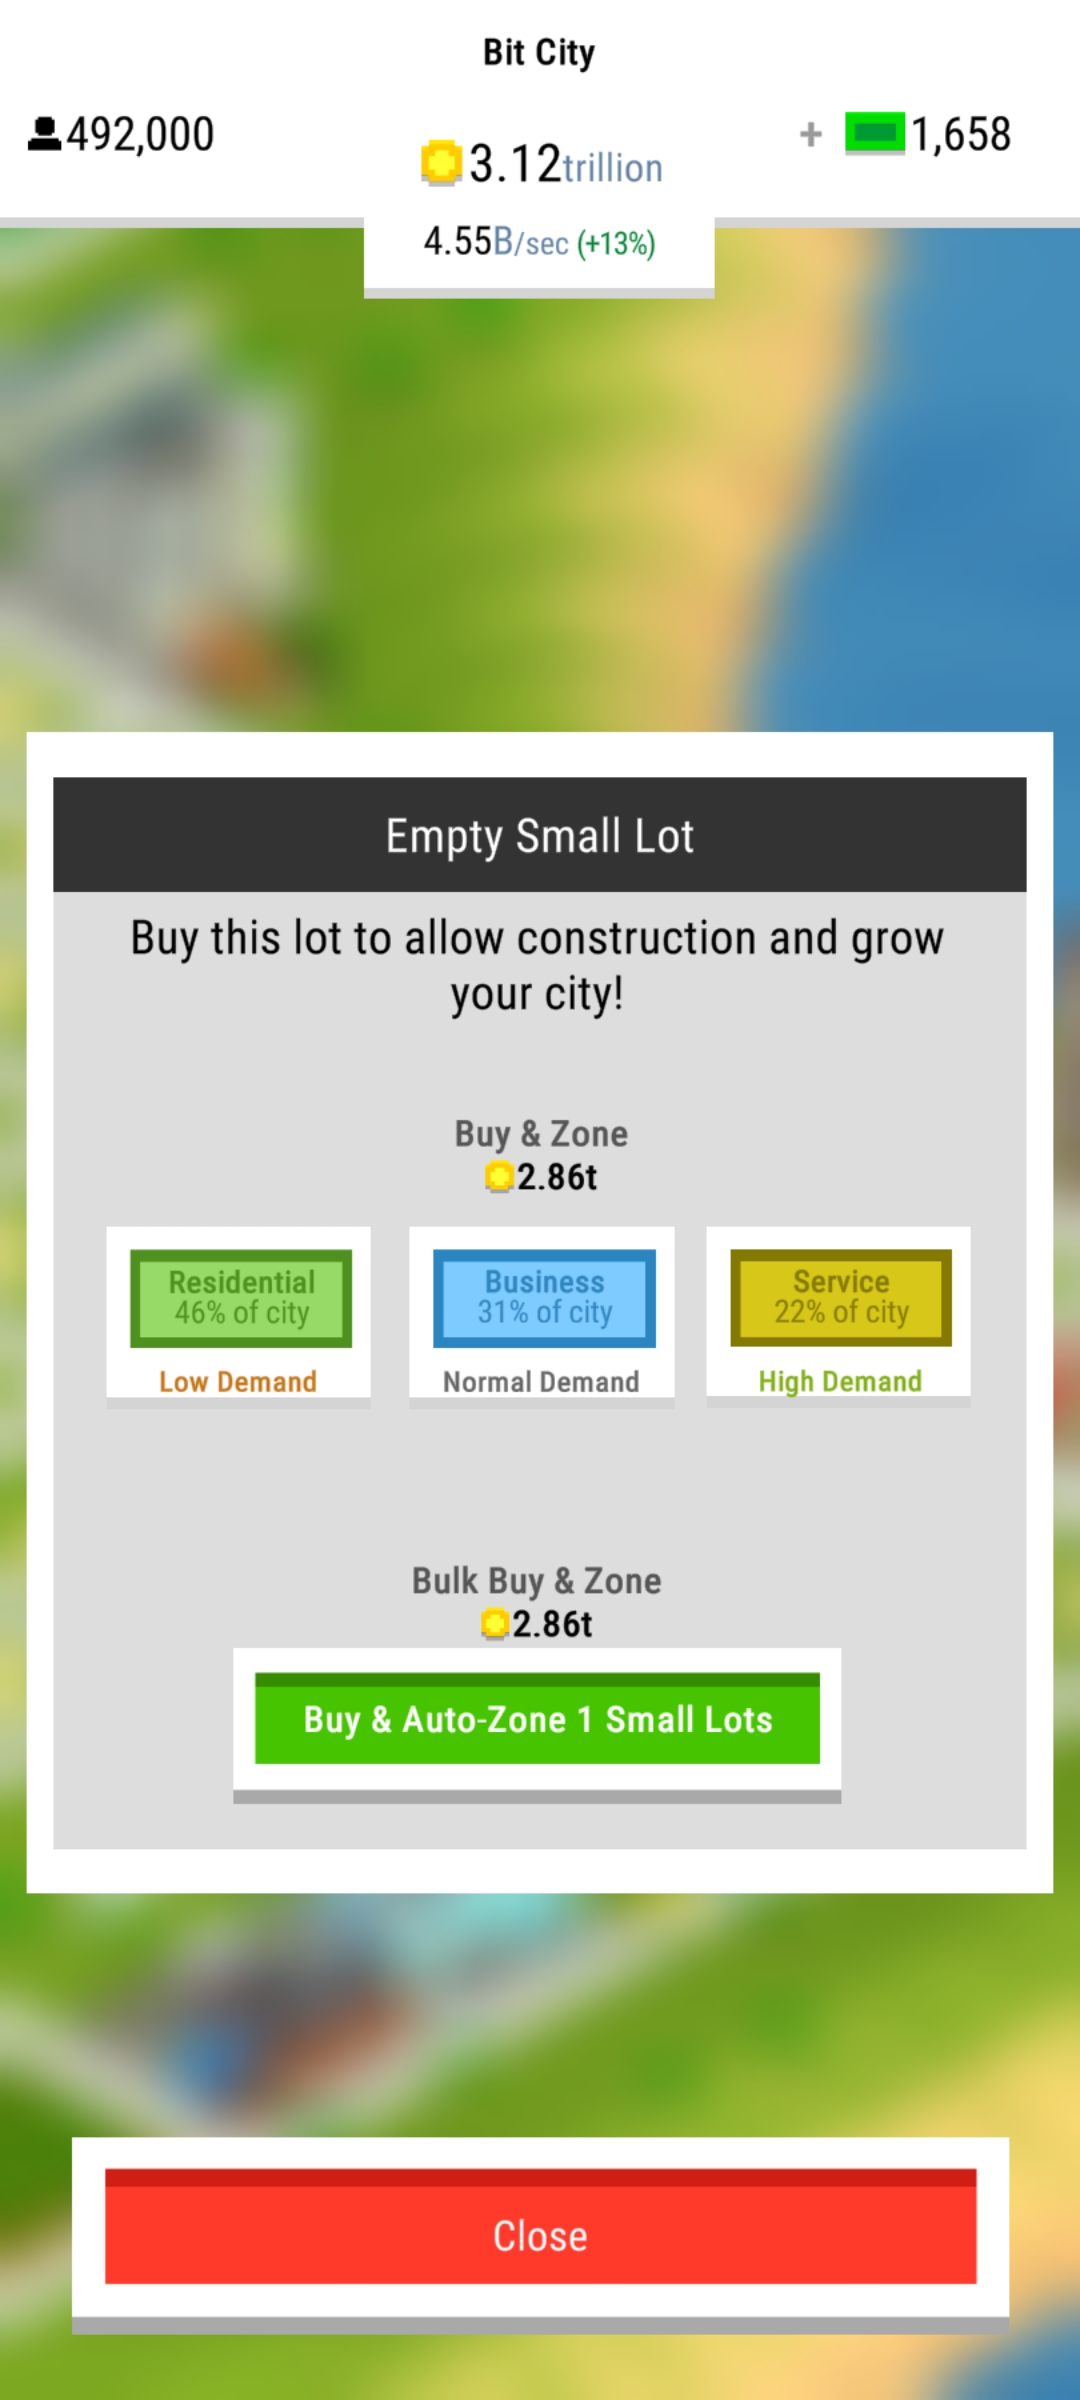 Bit City
492,000
3.12trillion
+ 1,658
4.55B/sec (+13%)
Empty Small Lot
Buy this lot to allow construction and grow
your city!
Buy & Zone
2.86t
Residential
46% of city
Low Demand
Business
31% of city
Normal Demand
Service
22% of city
High Demand
Bulk Buy & Zone
2.86t
Buy & Auto-Zone 1 Small Lots
Close